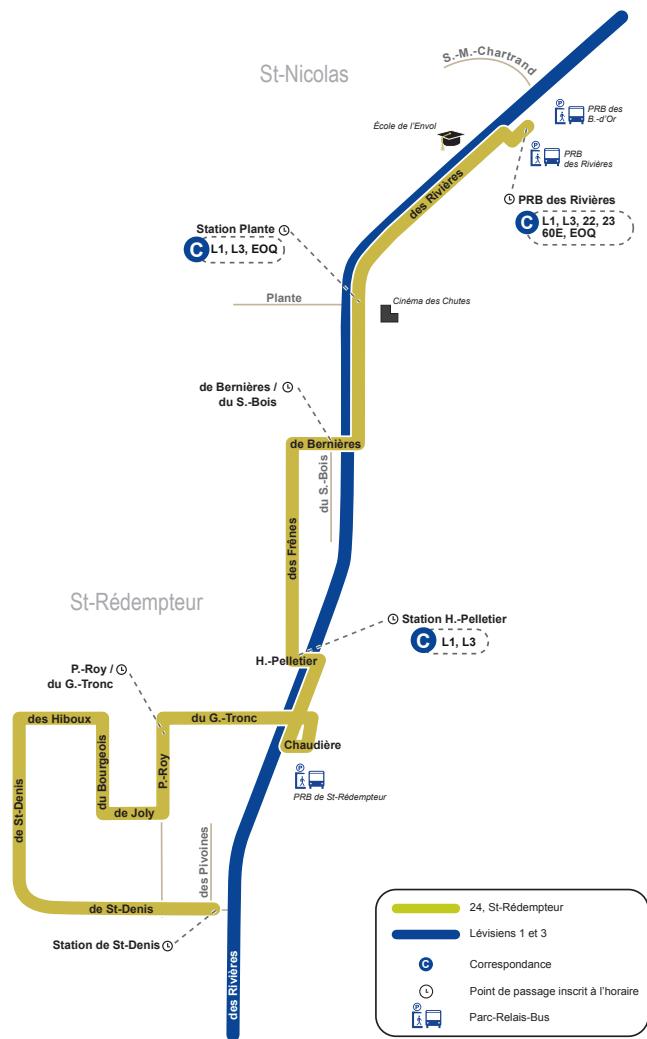 St-Nicolas
S.-M.-Chartrand
P
PRB des
B.-d'Or
École de l'Envol
P
PRB
des Rivières
des Rivières
PRB des Rivières
C L1, L3, 22, 23
60E, EOQ
Station Plante
C L1, L3, EOQ
Plante
Cinéma des Chutes
de Bernières /
du S.-Bois
de Bernières
du S.-Bois
des Frênes
St-Rédempteur
Station H.-Pelletier
C L1, L3
H.-Pelletier
P.-Roy /
du G.-Tronc
des Hiboux
du G.-Tronc
Chaudière
du Bourgeois
P.-Roy
P
PRB de St-Rédempteur
de St-Denis
de Joly
des Pivoines
de St-Denis
Station de St-Denis
des Rivières
24, St-Rédempteur
Lévisiens 1 et 3
C Correspondance
Point de passage inscrit à l'horaire
P Parc-Relais-Bus